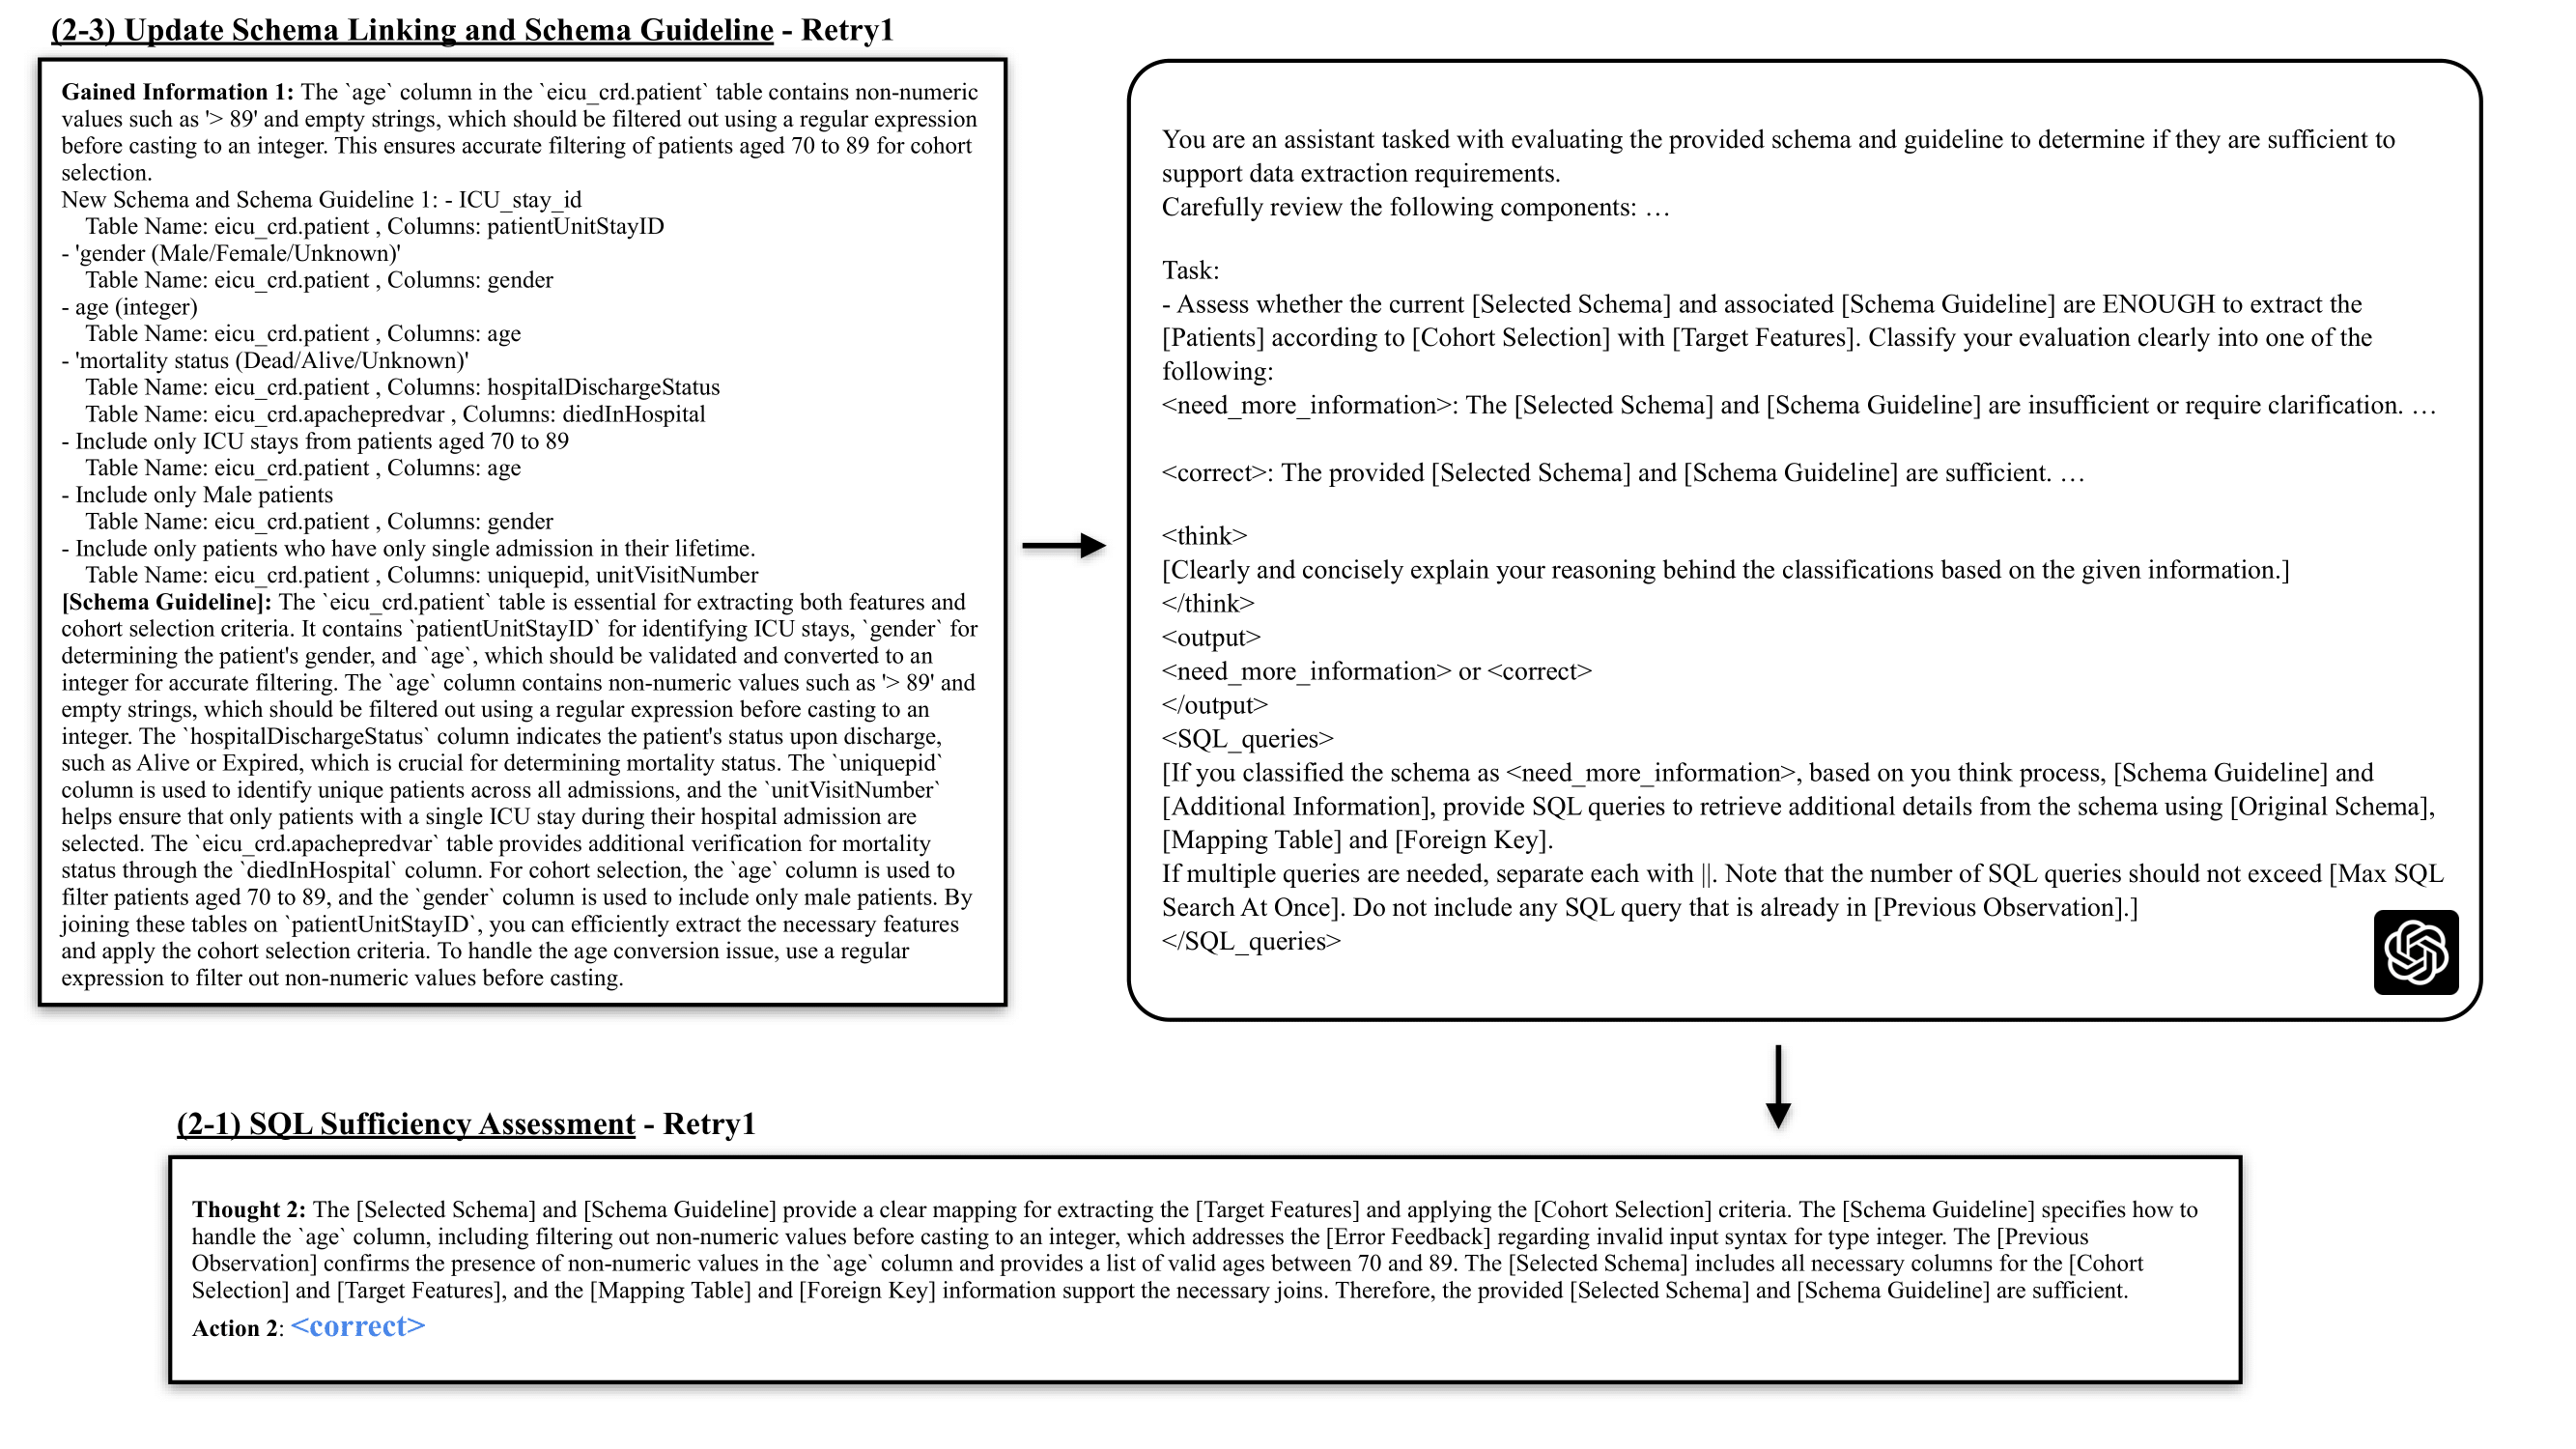 (2-3) Update Schema Linking and Schema Guideline - Retry1
Gained Information 1: The `age` column in the `eicu_crd.patient` table contains non-numeric
values such as '> 89' and empty strings, which should be filtered out using a regular expression
before casting to an integer. This ensures accurate filtering of patients aged 70 to 89 for cohort
selection.
New Schema and Schema Guideline 1: - ICU_stay_id
Table Name: eicu_crd.patient , Columns: patientUnitStayID
- 'gender (Male/Female/Unknown)'
Table Name: eicu_crd.patient , Columns: gender
- age (integer)
Table Name: eicu_crd.patient , Columns: age
- 'mortality status (Dead/Alive/Unknown)'
Table Name: eicu_crd.patient , Columns: hospitalDischargeStatus
Table Name: eicu_crd.apachepredvar , Columns: diedInHospital
- Include only ICU stays from patients aged 70 to 89
Table Name: eicu_crd.patient , Columns: age
- Include only Male patients
Table Name: eicu_crd.patient , Columns: gender
- Include only patients who have only single admission in their lifetime.
Table Name: eicu_crd.patient , Columns: uniquepid, unitVisitNumber
[Schema Guideline]: The `eicu_crd.patient` table is essential for extracting both features and
cohort selection criteria. It contains `patientUnitStayID` for identifying ICU stays, `gender` for
determining the patient's gender, and `age`, which should be validated and converted to an
integer for accurate filtering. The `age` column contains non-numeric values such as '> 89' and
empty strings, which should be filtered out using a regular expression before casting to an
integer. The `hospitalDischargeStatus` column indicates the patient's status upon discharge,
such as Alive or Expired, which is crucial for determining mortality status. The `uniquepid`
column is used to identify unique patients across all admissions, and the `unitVisitNumber`
helps ensure that only patients with a single ICU stay during their hospital admission are
selected. The `eicu_crd.apachepredvar` table provides additional verification for mortality
status through the `diedInHospital` column. For cohort selection, the `age` column is used to
filter patients aged 70 to 89, and the `gender` column is used to include only male patients. By
joining these tables on `patientUnitStayID`, you can efficiently extract the necessary features
and apply the cohort selection criteria. To handle the age conversion issue, use a regular
expression to filter out non-numeric values before casting.
You are an assistant tasked with evaluating the provided schema and guideline to determine if they are sufficient to
support data extraction requirements.
Carefully review the following components: …
Task:
- Assess whether the current [Selected Schema] and associated [Schema Guideline] are ENOUGH to extract the
[Patients] according to [Cohort Selection] with [Target Features]. Classify your evaluation clearly into one of the
following:
<need_more_information>: The [Selected Schema] and [Schema Guideline] are insufficient or require clarification. …
<correct>: The provided [Selected Schema] and [Schema Guideline] are sufficient. …
<think>
[Clearly and concisely explain your reasoning behind the classifications based on the given information.]
</think>
<output>
<need_more_information> or <correct>
</output>
<SQL_queries>
[If you classified the schema as <need_more_information>, based on you think process, [Schema Guideline] and
[Additional Information], provide SQL queries to retrieve additional details from the schema using [Original Schema],
[Mapping Table] and [Foreign Key].
If multiple queries are needed, separate each with ||. Note that the number of SQL queries should not exceed [Max SQL
Search At Once]. Do not include any SQL query that is already in [Previous Observation].]
</SQL_queries>
(2-1) SQL Sufficiency Assessment - Retry1
Thought 2: The [Selected Schema] and [Schema Guideline] provide a clear mapping for extracting the [Target Features] and applying the [Cohort Selection] criteria. The [Schema Guideline] specifies how to
handle the `age` column, including filtering out non-numeric values before casting to an integer, which addresses the [Error Feedback] regarding invalid input syntax for type integer. The [Previous
Observation] confirms the presence of non-numeric values in the `age` column and provides a list of valid ages between 70 and 89. The [Selected Schema] includes all necessary columns for the [Cohort
Selection] and [Target Features], and the [Mapping Table] and [Foreign Key] information support the necessary joins. Therefore, the provided [Selected Schema] and [Schema Guideline] are sufficient.
Action 2: <correct>